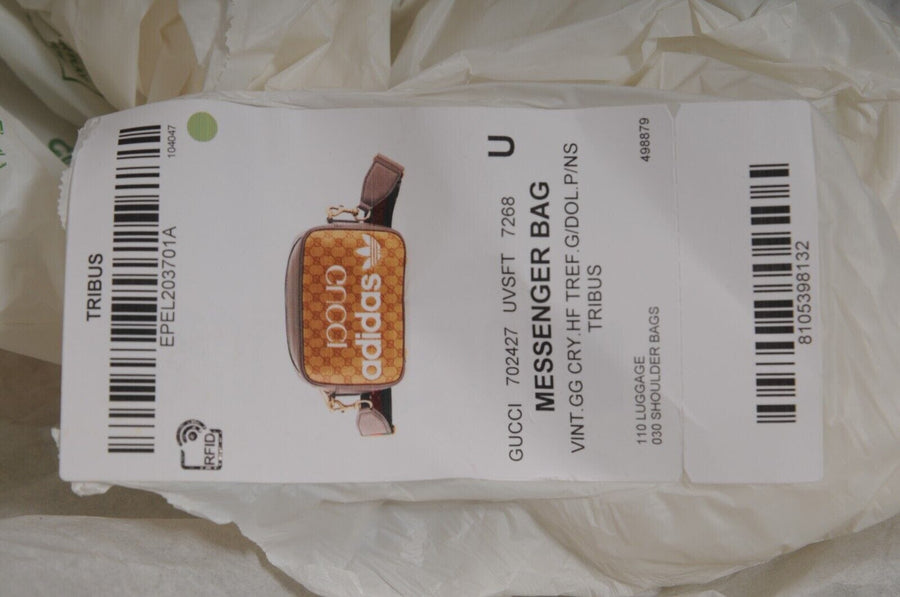 TRIBUS
EPEL203701A
104047
RFID
GUCCI
adidas
U
GUCCI 702427 UVSFT 7268
MESSENGER BAG
VINT.GG CRY.HF TREF.G/DOL.P/NS
TRIBUS
110 LUGGAGE
030 SHOULDER BAGS
498879
8105398132